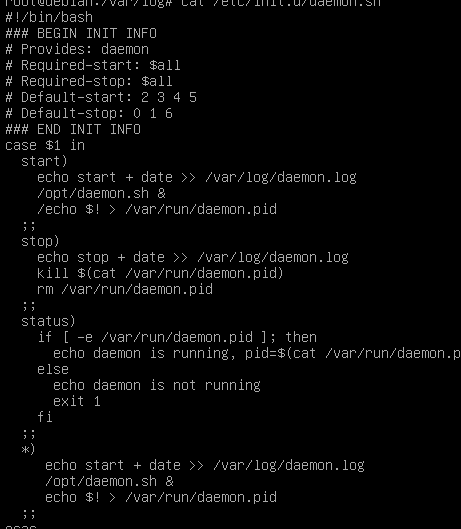 root@debian:/var/log# cat /etc/init.d/daemon.sh
#!/bin/bash
### BEGIN INIT INFO
# Provides: daemon
# Required-start: $all
# Required-stop: $all
# Default-start: 2 3 4 5
# Default-stop: 0 1 6
### END INIT INFO
case $1 in
  start)
    echo start + date >> /var/log/daemon.log
    /opt/daemon.sh &
    /echo $! > /var/run/daemon.pid
  ;;
  stop)
    echo stop + date >> /var/log/daemon.log
    kill $(cat /var/run/daemon.pid)
    rm /var/run/daemon.pid
  ;;
  status)
    if [ -e /var/run/daemon.pid ]; then
      echo daemon is running, pid=$(cat /var/run/daemon.p
    else
      echo daemon is not running
      exit 1
    fi
  ;;
  *)
     echo start + date >> /var/log/daemon.log
     /opt/daemon.sh &
     echo $! > /var/run/daemon.pid
  ;;
esac